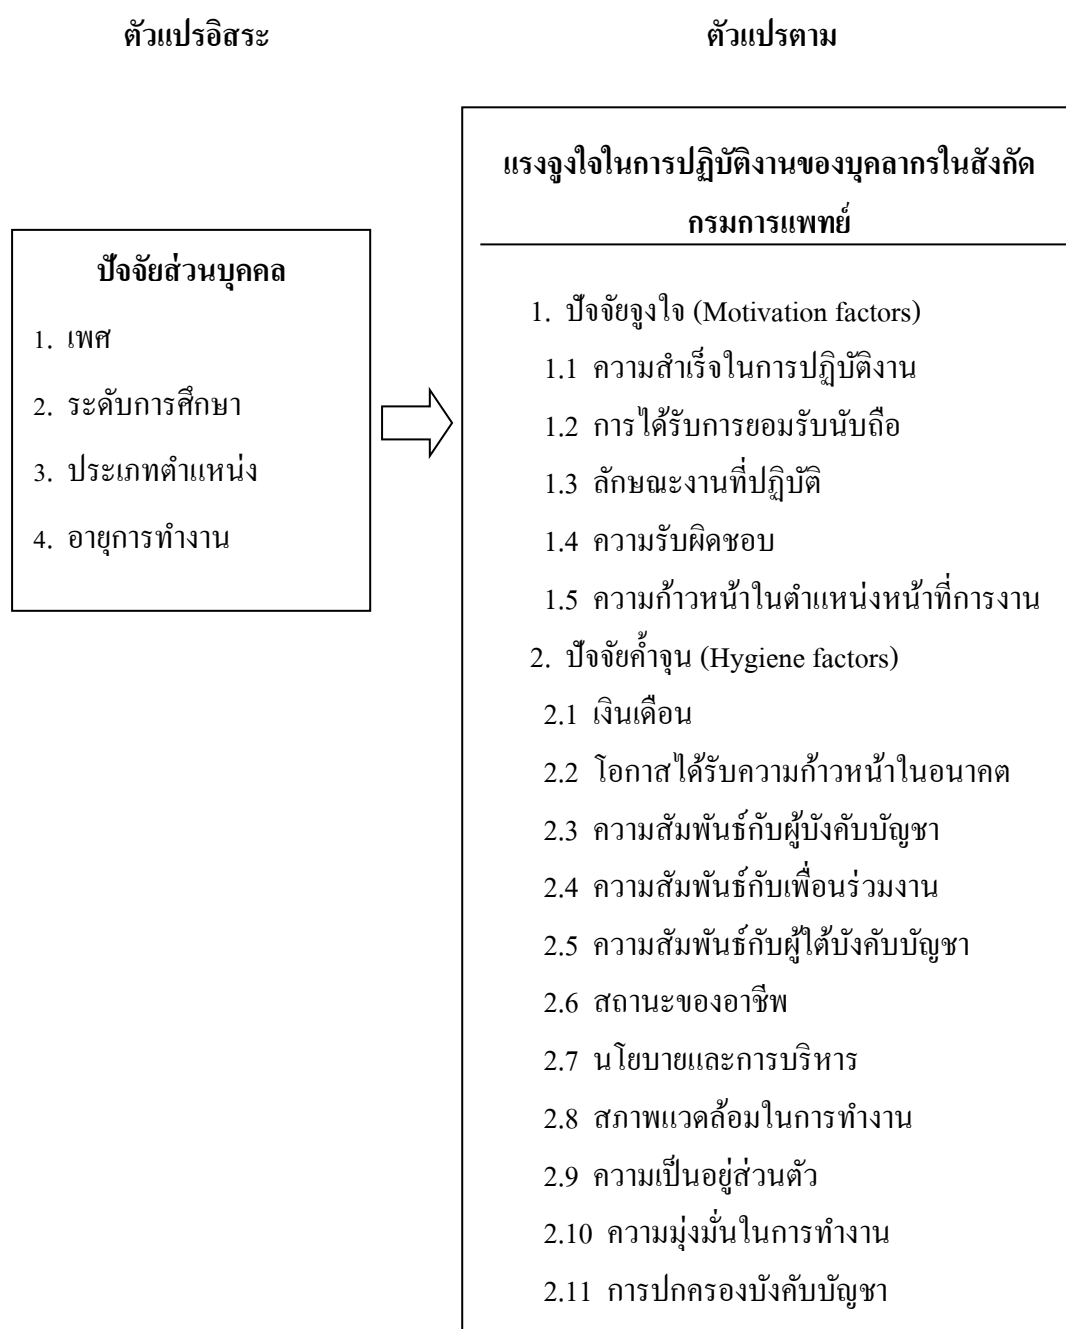 ตัวแปรอิสระ
ตัวแปรตาม
ปัจจัยส่วนบุคคล
1. เพศ
2. ระดับการศึกษา
3. ประเภทตำแหน่ง
4. อายุการทำงาน
แรงจูงใจในการปฏิบัติงานของบุคลากรในสังกัด
กรมการแพทย์
1. ปัจจัยจูงใจ (Motivation factors)
1.1 ความสำเร็จในการปฏิบัติงาน
1.2 การได้รับการยอมรับนับถือ
1.3 ลักษณะงานที่ปฏิบัติ
1.4 ความรับผิดชอบ
1.5 ความก้าวหน้าในตำแหน่งหน้าที่การงาน
2. ปัจจัยค้ำจุน (Hygiene factors)
2.1 เงินเดือน
2.2 โอกาสได้รับความก้าวหน้าในอนาคต
2.3 ความสัมพันธ์กับผู้บังคับบัญชา
2.4 ความสัมพันธ์กับเพื่อนร่วมงาน
2.5 ความสัมพันธ์กับผู้ใต้บังคับบัญชา
2.6 สถานะของอาชีพ
2.7 นโยบายและการบริหาร
2.8 สภาพแวดล้อมในการทำงาน
2.9 ความเป็นอยู่ส่วนตัว
2.10 ความมุ่งมั่นในการทำงาน
2.11 การปกครองบังคับบัญชา